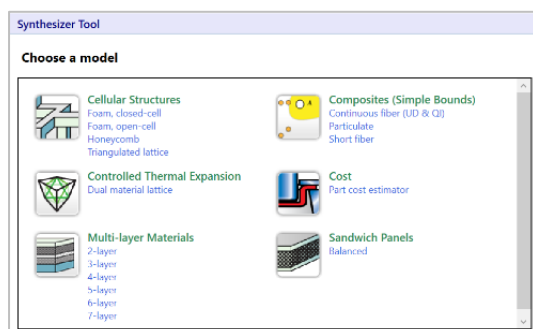 Synthesizer Tool
Choose a model
Cellular Structures
Foam, closed-cell
Foam, open-cell
Honeycomb
Triangulated lattice
Composites (Simple Bounds)
Continuous fiber (UD & QI)
Particulate
Short fiber
Controlled Thermal Expansion
Dual material lattice
Cost
Part cost estimator
Multi-layer Materials
2-layer
3-layer
4-layer
5-layer
6-layer
7-layer
Sandwich Panels
Balanced